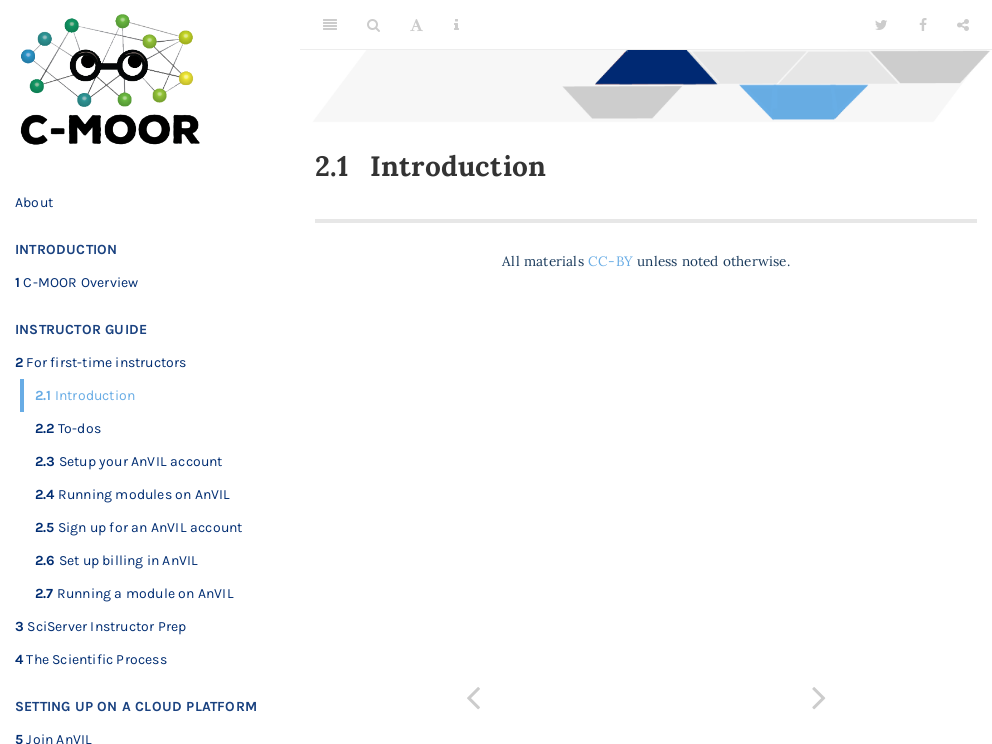 C-MOOR
About
INTRODUCTION
1 C-MOOR Overview
INSTRUCTOR GUIDE
2 For first-time instructors
2.1 Introduction
2.2 To-dos
2.3 Setup your AnVIL account
2.4 Running modules on AnVIL
2.5 Sign up for an AnVIL account
2.6 Set up billing in AnVIL
2.7 Running a module on AnVIL
3 SciServer Instructor Prep
4 The Scientific Process
SETTING UP ON A CLOUD PLATFORM
5 Join AnVIL
A
2.1 Introduction
All materials CC-BY unless noted otherwise.